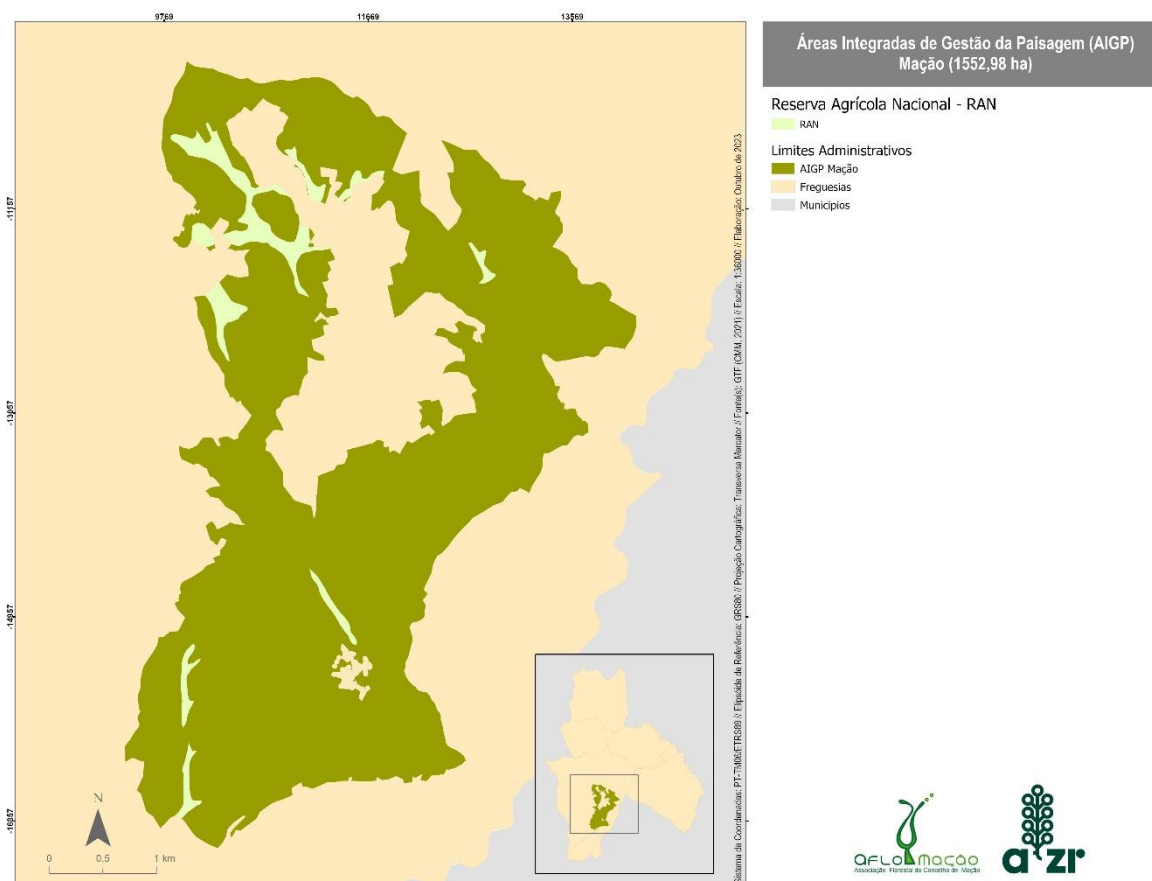 9769
11669
13569
-11157
-13057
-14957
-16857
N
0
0.5
1 km
Sistema de Coordenadas: PT-TM06/ETRS89 // Elipsóide de Referência: GRS80 // Projeção Cartográfica: Transversa Mercator // Fonte(s): GTF (CMM, 2021) // Escala: 1:36000 // Elaboração: Outubro de 2023
Áreas Integradas de Gestão da Paisagem (AIGP)
Mação (1552,98 ha)
Reserva Agrícola Nacional - RAN
RAN
Limites Administrativos
AIGP Mação
Freguesias
Municipios
aflomação
Associação Florestal do Concelho de Mação
aizr